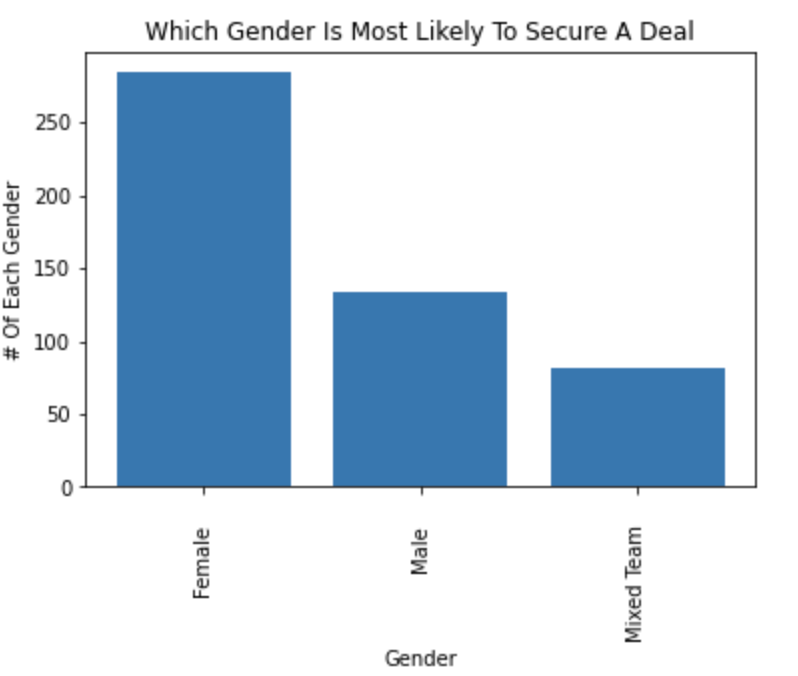 Which Gender Is Most Likely To Secure A Deal
# Of Each Gender
250
200
150
100
50
0
Female
Male
Mixed Team
Gender